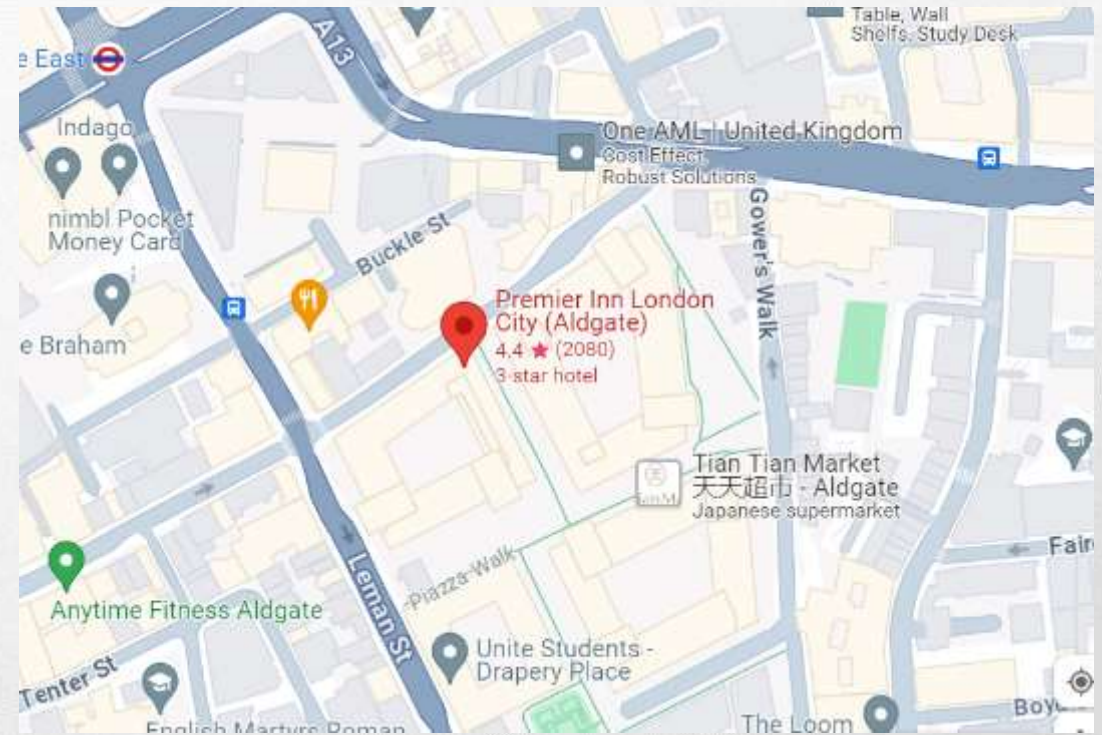 Table, Wall
Shelfs, Study Desk
A13
e East
Indago
One AML | United Kingdom
Cost Effect,
Robust Solutions
nimbl Pocket
Money Card
Buckle St
Gower's Walk
Premier Inn London
City (Aldgate)
4.4 ★ (2080)
3-star hotel
e Braham
Tian Tian Market
天天超市 - Aldgate
Japanese supermarket
Fair
Piazza Walk
Leman St
Anytime Fitness Aldgate
Unite Students -
Drapery Place
Tenter St
English Martyrs Roman
The Loom